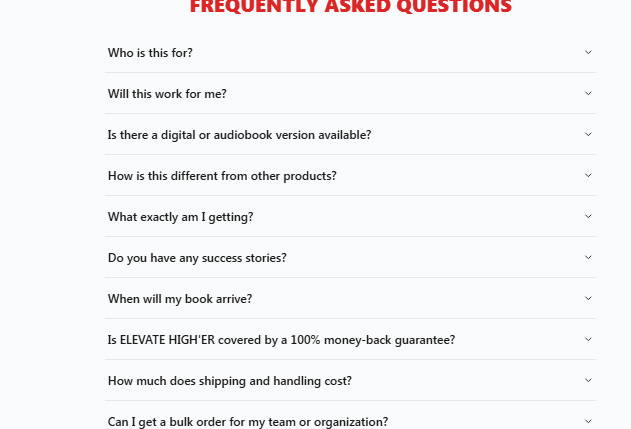 FREQUENTLY ASKED QUESTIONS
Who is this for?
Will this work for me?
Is there a digital or audiobook version available?
How is this different from other products?
What exactly am I getting?
Do you have any success stories?
When will my book arrive?
Is ELEVATE HIGH'ER covered by a 100% money-back guarantee?
How much does shipping and handling cost?
Can I get a bulk order for my team or organization?